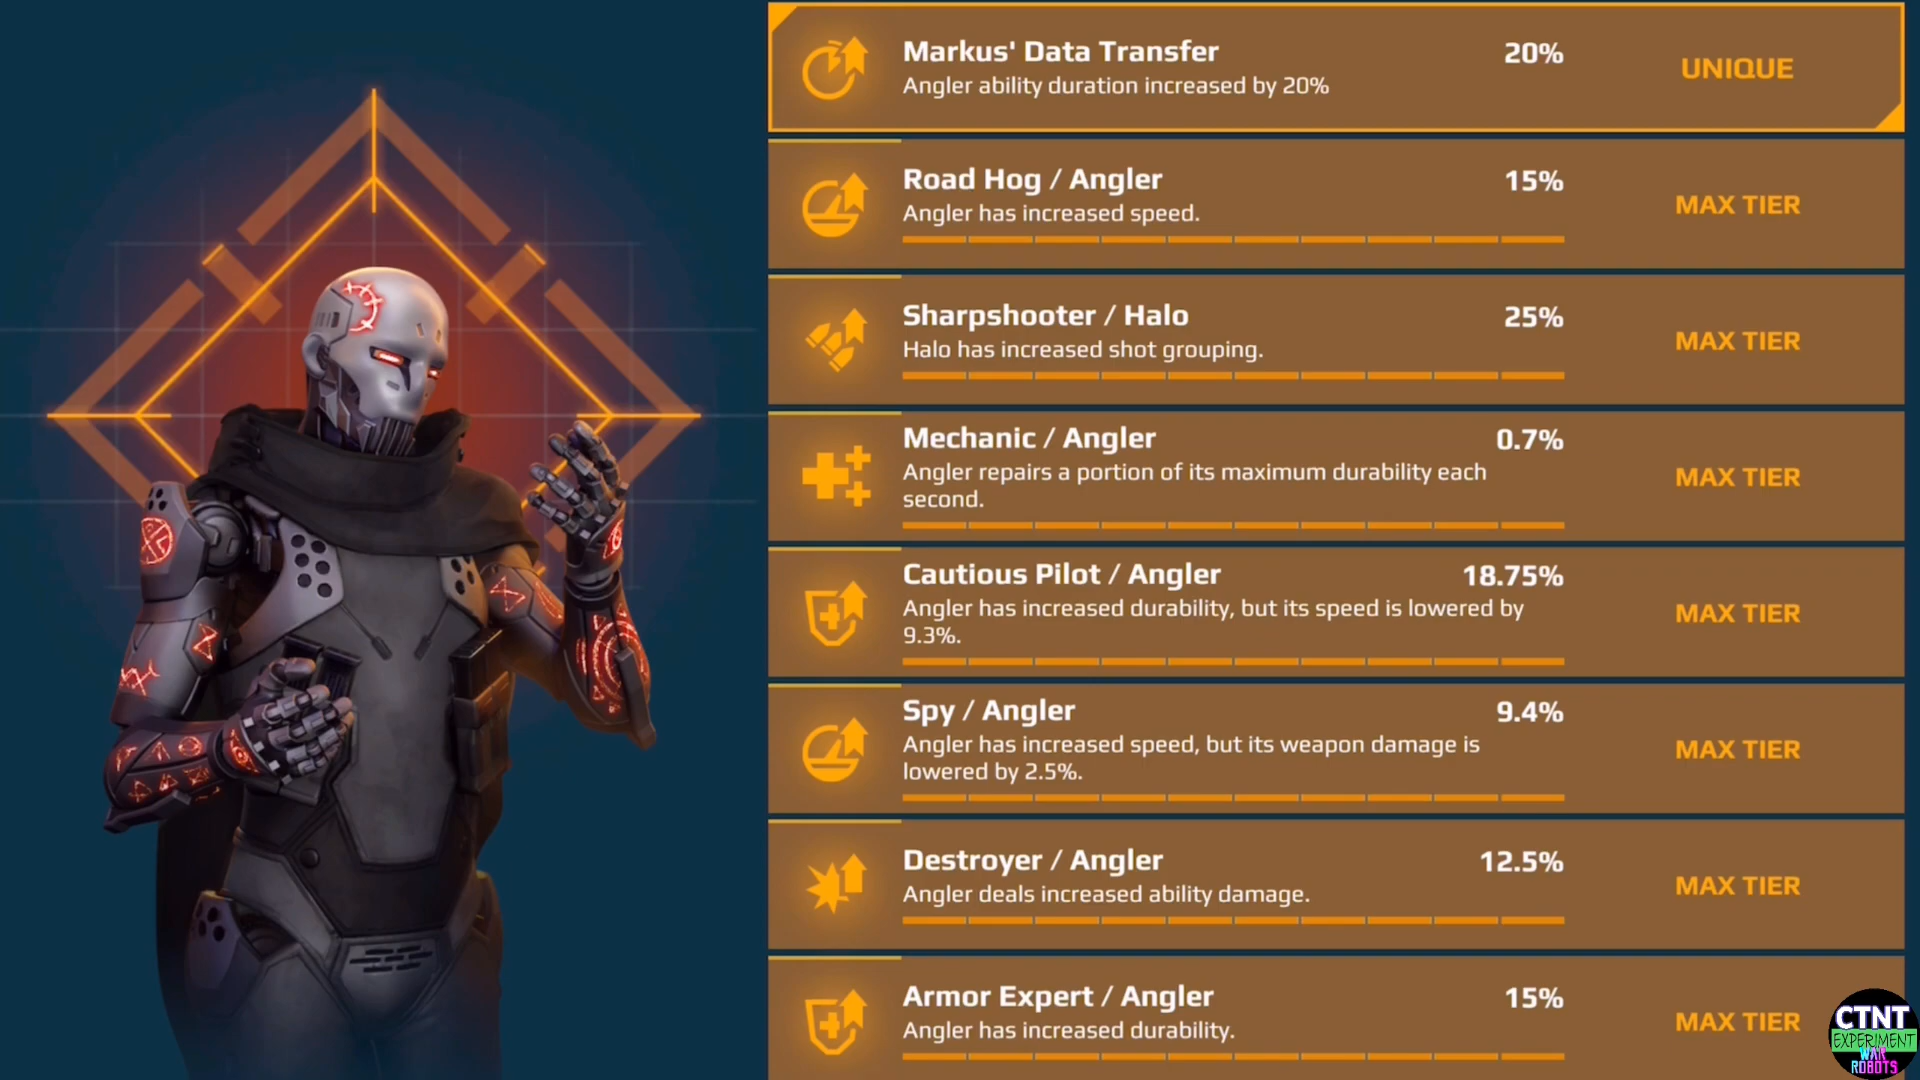 Markus' Data Transfer 20%
Angler ability duration increased by 20%
UNIQUE
Road Hog / Angler 15%
Angler has increased speed.
MAX TIER
Sharpshooter / Halo 25%
Halo has increased shot grouping.
MAX TIER
Mechanic / Angler 0.7%
Angler repairs a portion of its maximum durability each
second.
MAX TIER
Cautious Pilot / Angler 18.75%
Angler has increased durability, but its speed is lowered by
9.3%.
MAX TIER
Spy / Angler 9.4%
Angler has increased speed, but its weapon damage is
lowered by 2.5%.
MAX TIER
Destroyer / Angler 12.5%
Angler deals increased ability damage.
MAX TIER
Armor Expert / Angler 15%
Angler has increased durability.
MAX TIER
CTNT
EXPERIMENT
WAR
ROBOTS